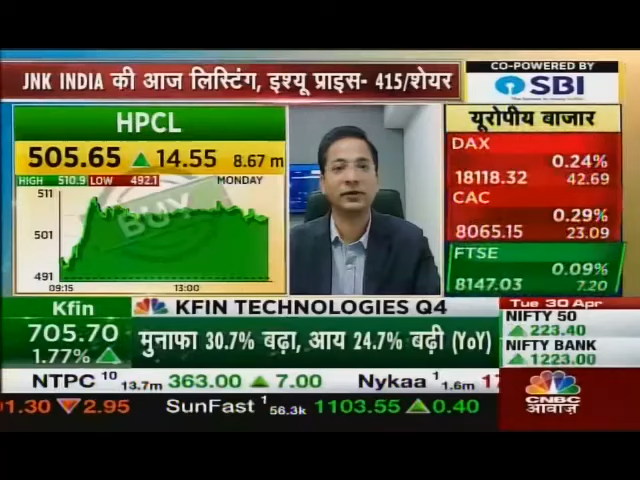 JNK INDIA की आज लिस्टिंग, इश्यू प्राइस- 415/शेयर
CO-POWERED BY
SBI
HPCL
505.65 14.55 8.67 m
HIGH 510.9 LOW 492.1 MONDAY
511
501
491
09:15 13:00
BUY
यूरोपीय बाजार
DAX
0.24%
18118.32 42.69
CAC
0.29%
8065.15 23.09
FTSE
0.09%
8147.03 7.20
Kfin
705.70
1.77%
KFIN TECHNOLOGIES Q4
मुनाफा 30.7% बढ़ा, आय 24.7% बढ़ी (YoY)
Tue 30 Apr
NIFTY 50
223.40
NIFTY BANK
1223.00
NTPC 10 13.7m 363.00 7.00 Nykaa 1 1.6m 17
1.30 2.95 SunFast 1 56.3k 1103.55 0.40
CNBC
आवाज़